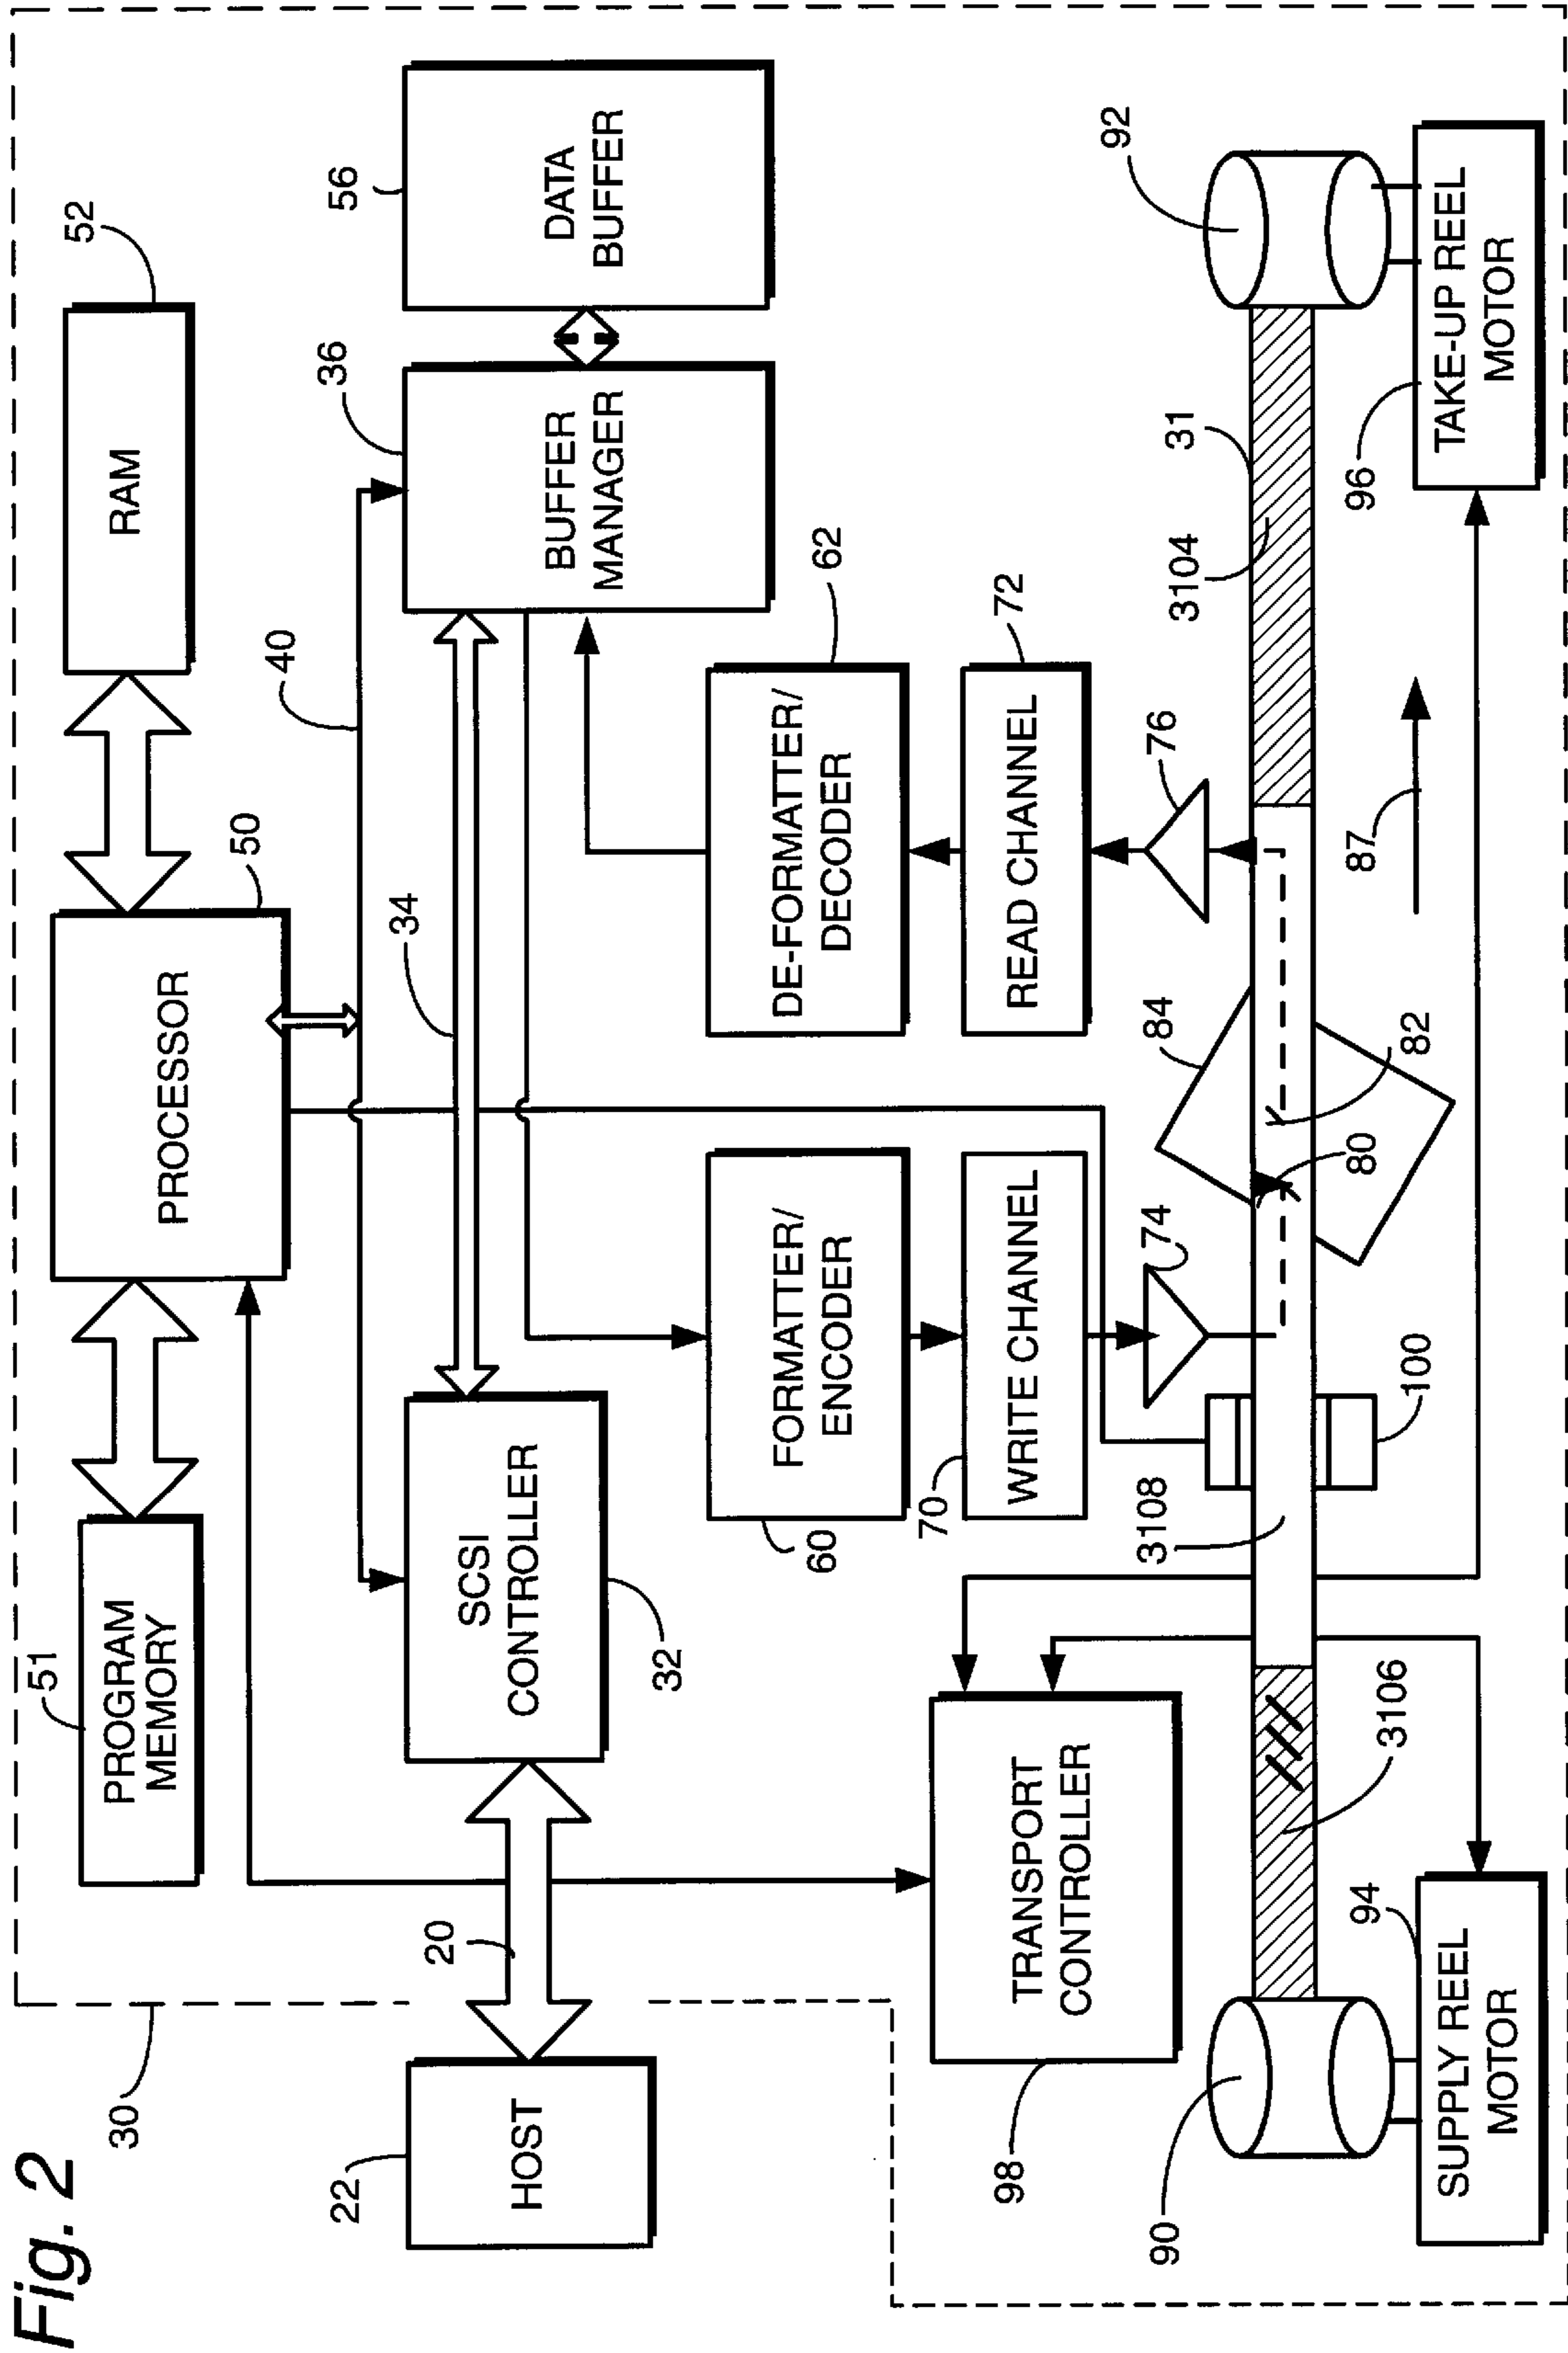 Fig. 2
30
51
PROGRAM
MEMORY
50
PROCESSOR
52
RAM
40
22
HOST
20
SCSI
CONTROLLER
32
34
36
BUFFER
MANAGER
56
DATA
BUFFER
60
FORMATTER/
ENCODER
62
DE-FORMATTER/
DECODER
70
WRITE CHANNEL
72
READ CHANNEL
98
TRANSPORT
CONTROLLER
74
76
84
3108
3104
31
92
90
3106
100
80
82
87
96
94
SUPPLY REEL
MOTOR
TAKE-UP REEL
MOTOR